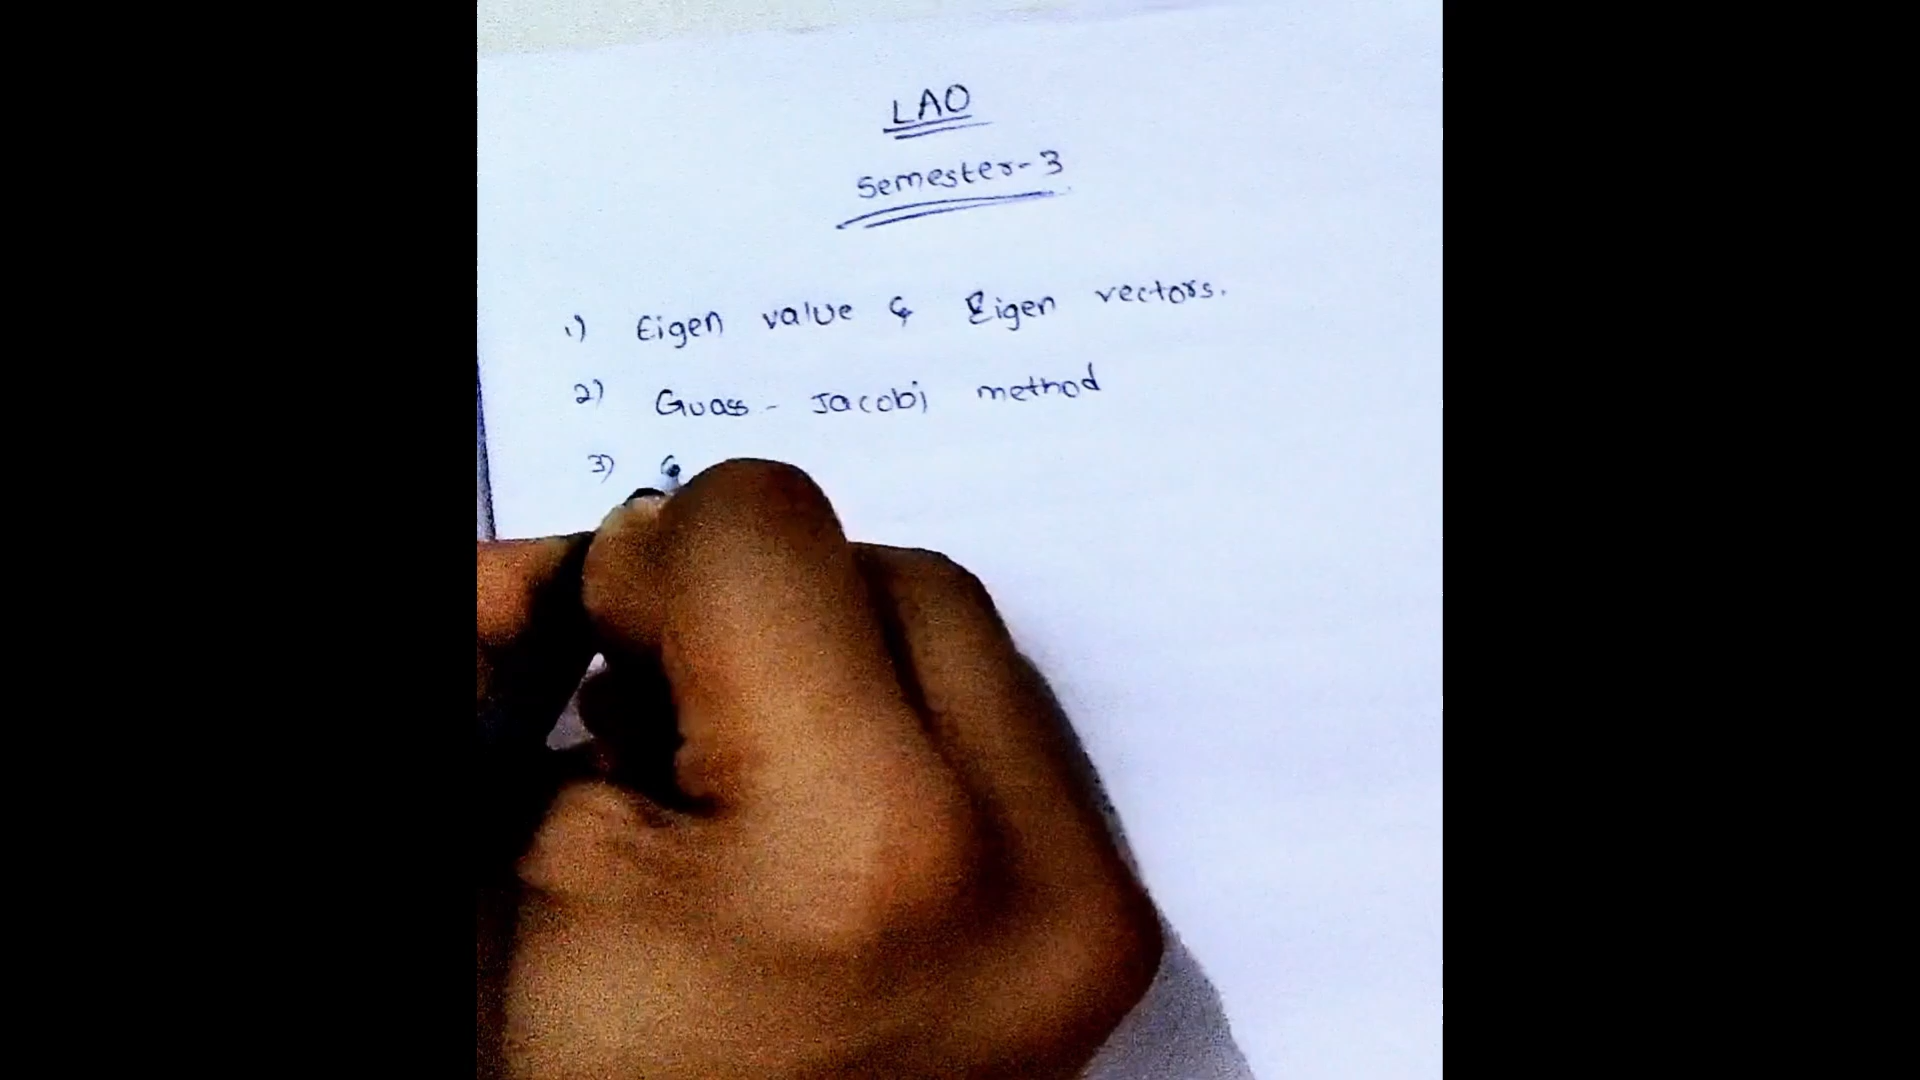 LAO
Semester-3
1) Eigen value & Eigen vectors.
2) Guass - Jacobi method
3) G